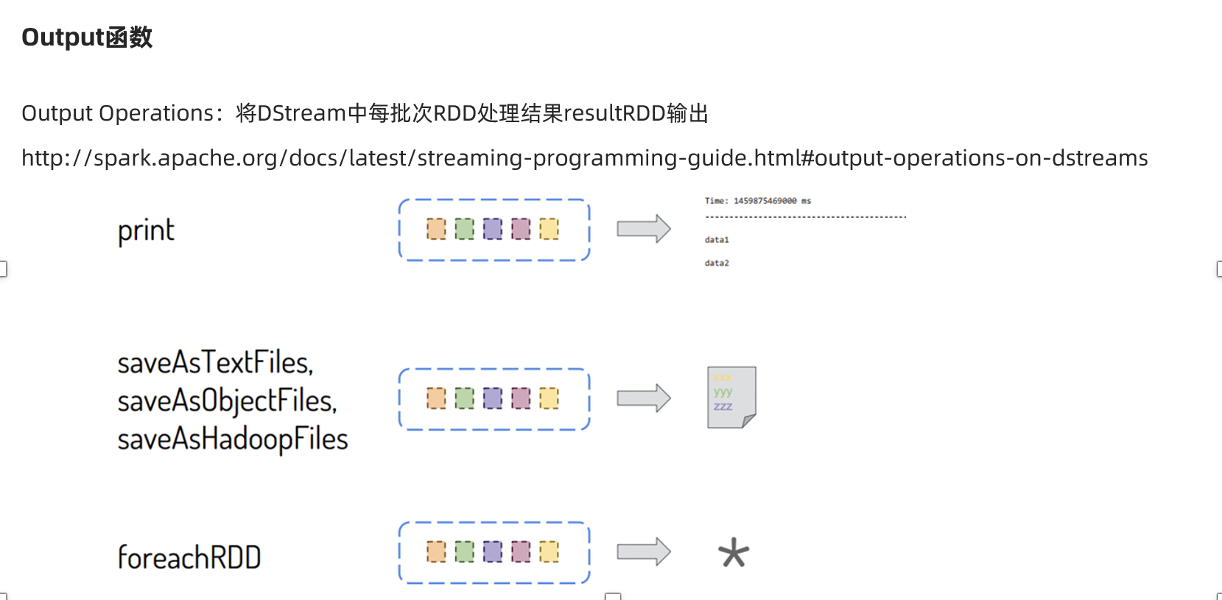 Output函数
Output Operations：将DStream中每批次RDD处理结果resultRDD输出
http://spark.apache.org/docs/latest/streaming-programming-guide.html#output-operations-on-dstreams
print
Time: 1459875469000 ms
-------------------------------------------
data1
data2
saveAsTextFiles,
saveAsObjectFiles,
saveAsHadoopFiles
xxx
yyy
zzz
foreachRDD
*